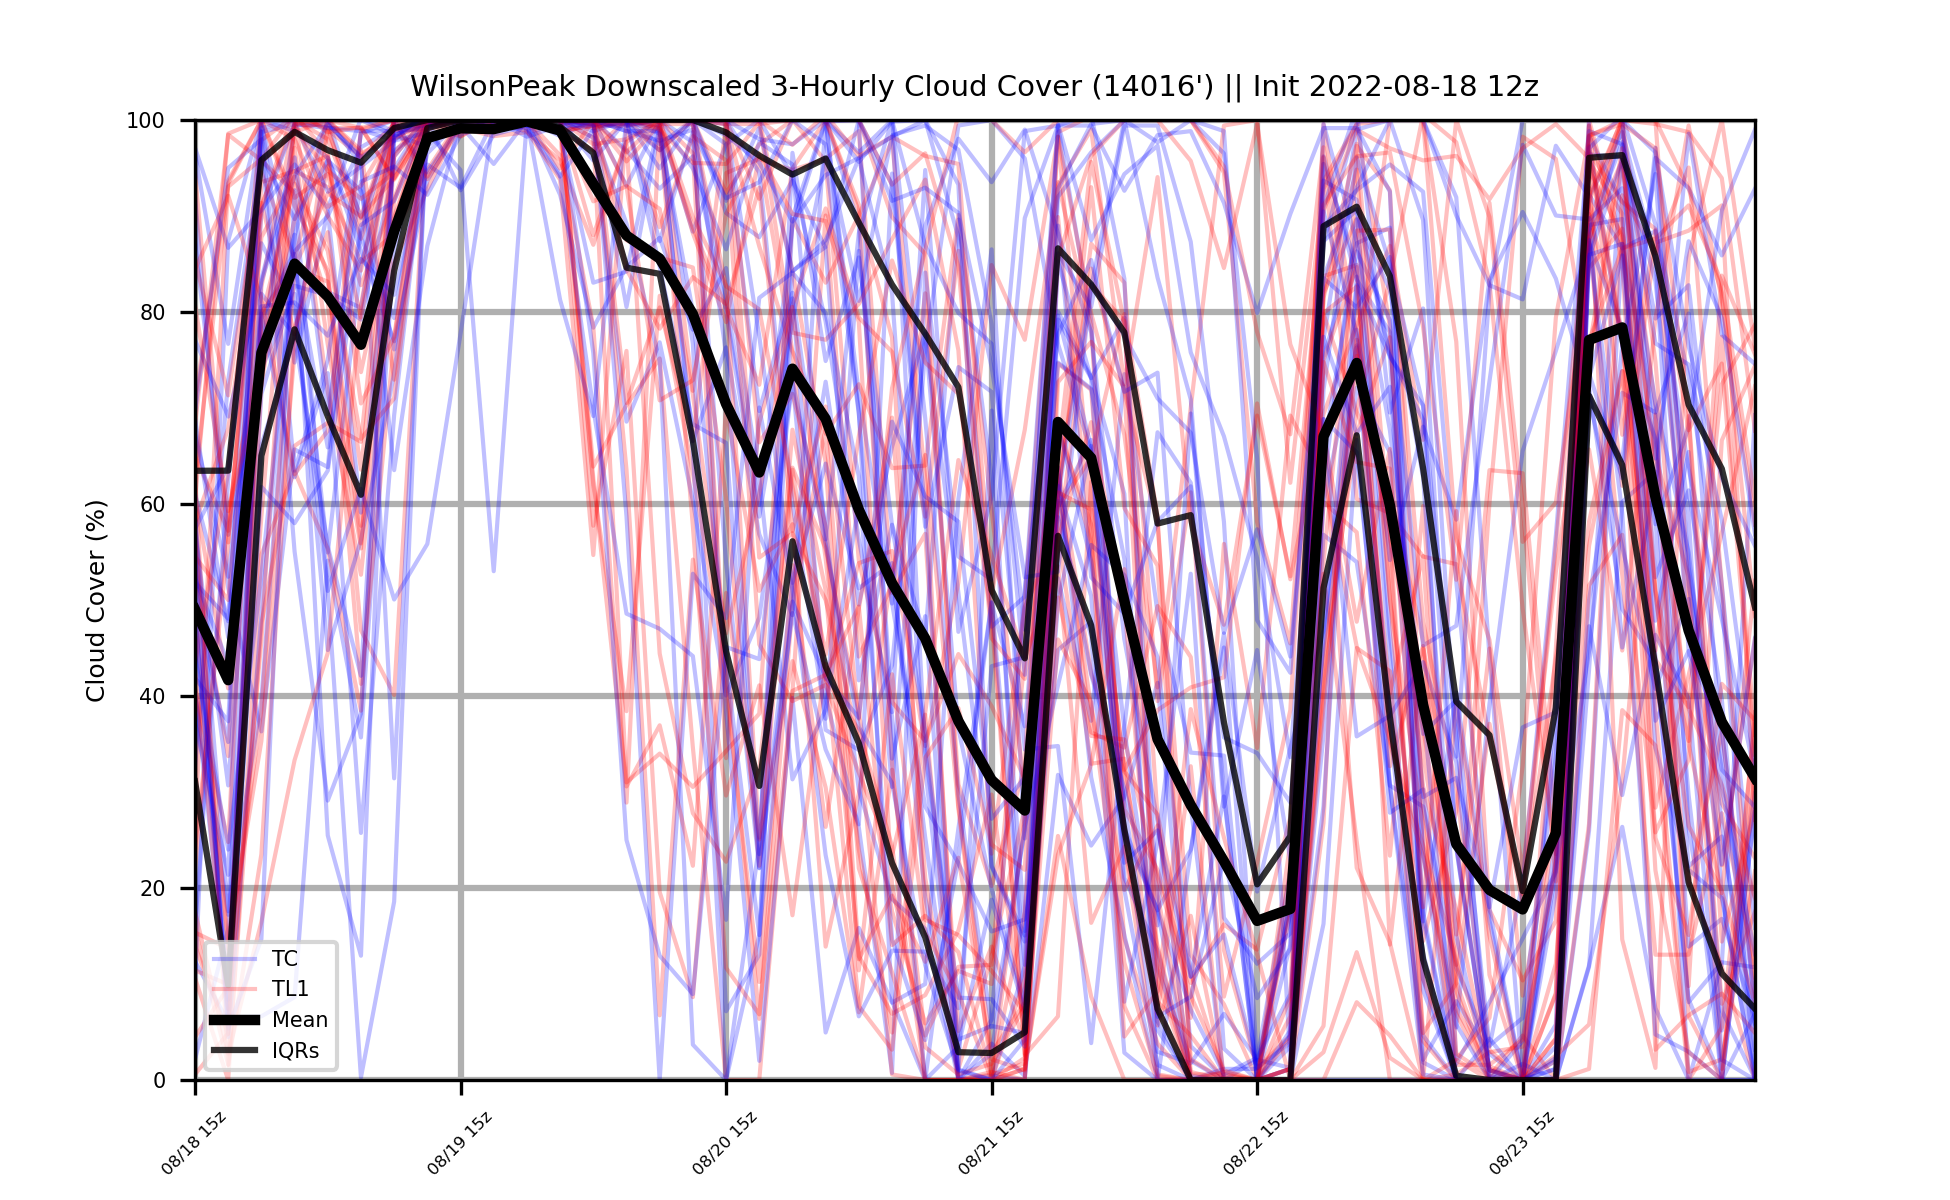 WilsonPeak Downscaled 3-Hourly Cloud Cover (14016') || Init 2022-08-18 12z
Cloud Cover (%)
100
80
60
40
20
0
TC
TL1
Mean
IQRs
08/18 15z
08/19 15z
08/20 15z
08/21 15z
08/22 15z
08/23 15z